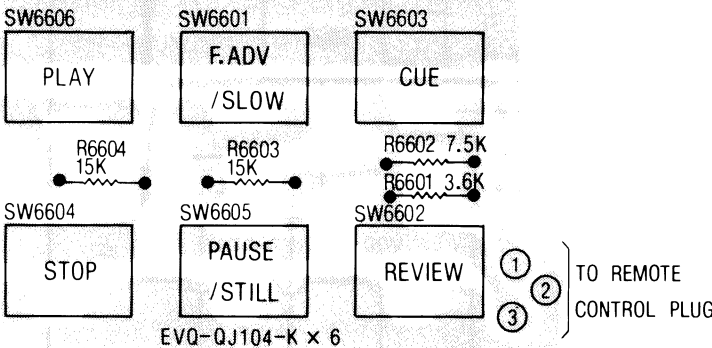 SW6606 SW6601 SW6603
PLAY
F.ADV
/SLOW
CUE
R6604
15K
R6603
15K
R6602 7.5K
R6601 3.6K
SW6604 SW6605 SW6602
STOP
PAUSE
/STILL
REVIEW
1
2
3
TO REMOTE
CONTROL PLUG
EVQ-QJ104-K × 6